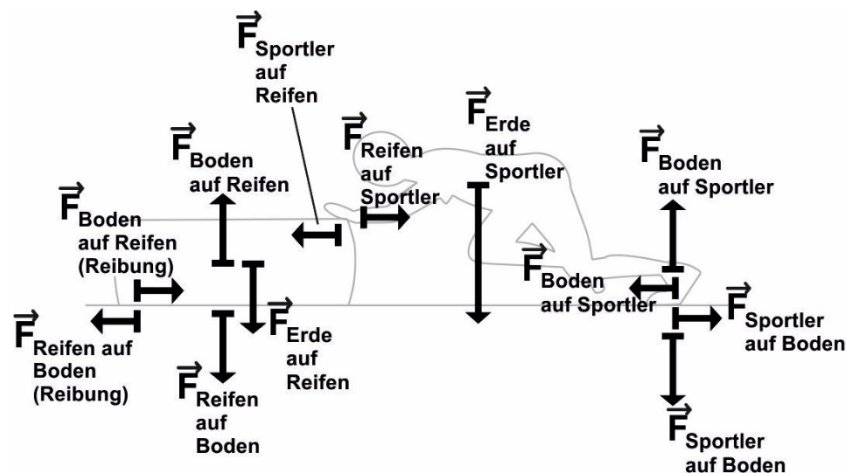 F
Sportler
auf
Reifen
F
Boden
auf Reifen
F
Reifen
auf
Sportler
F
Erde
auf
Sportler
F
Boden
auf Sportler
F
Boden
auf Reifen
(Reibung)
F
Boden
auf Sportler
F
Reifen auf
Boden
(Reibung)
F
Erde
auf
Reifen
F
Sportler
auf Boden
F
Reifen
auf
Boden
F
Sportler
auf Boden